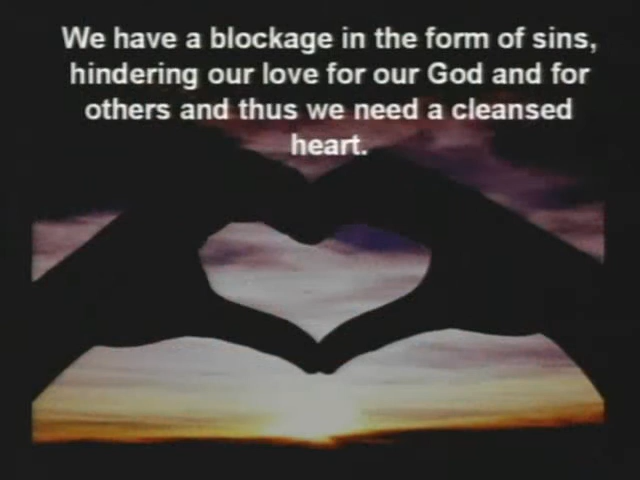 We have a blockage in the form of sins,
hindering our love for our God and for
others and thus we need a cleansed
heart.